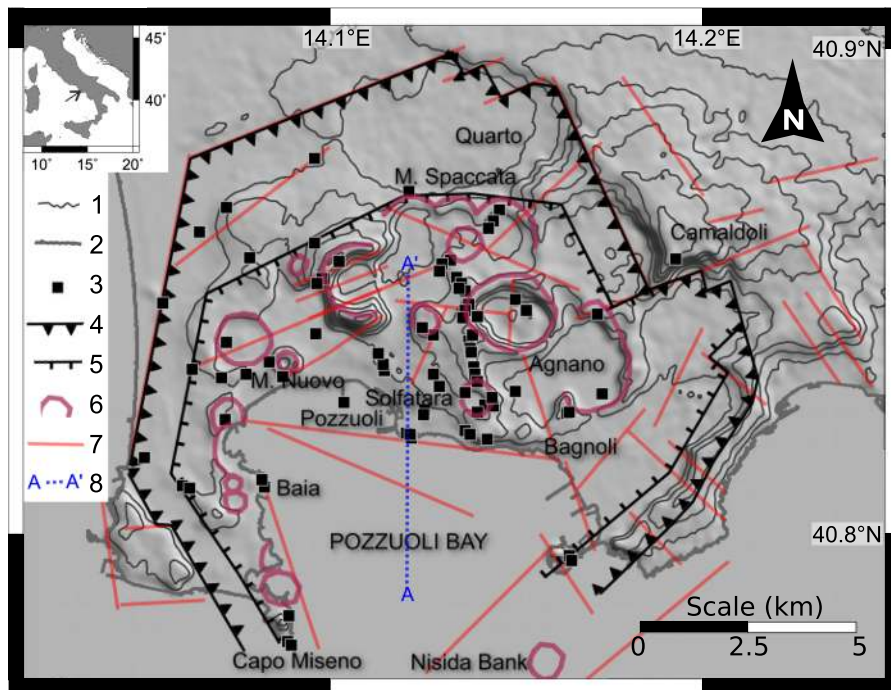 14.1°E 14.2°E
45˚ 40.9°N
40˚
10˚ 15˚ 20˚
N
Quarto
M. Spaccata
1
2
Camaldoli
3
A'
4
5
Agnano
M. Nuovo
6
Solfatara
Pozzuoli
7
Bagnoli
A A' 8
Baia
40.8°N
POZZUOLI BAY
A
Scale (km)
0 2.5 5
Capo Miseno
Nisida Bank